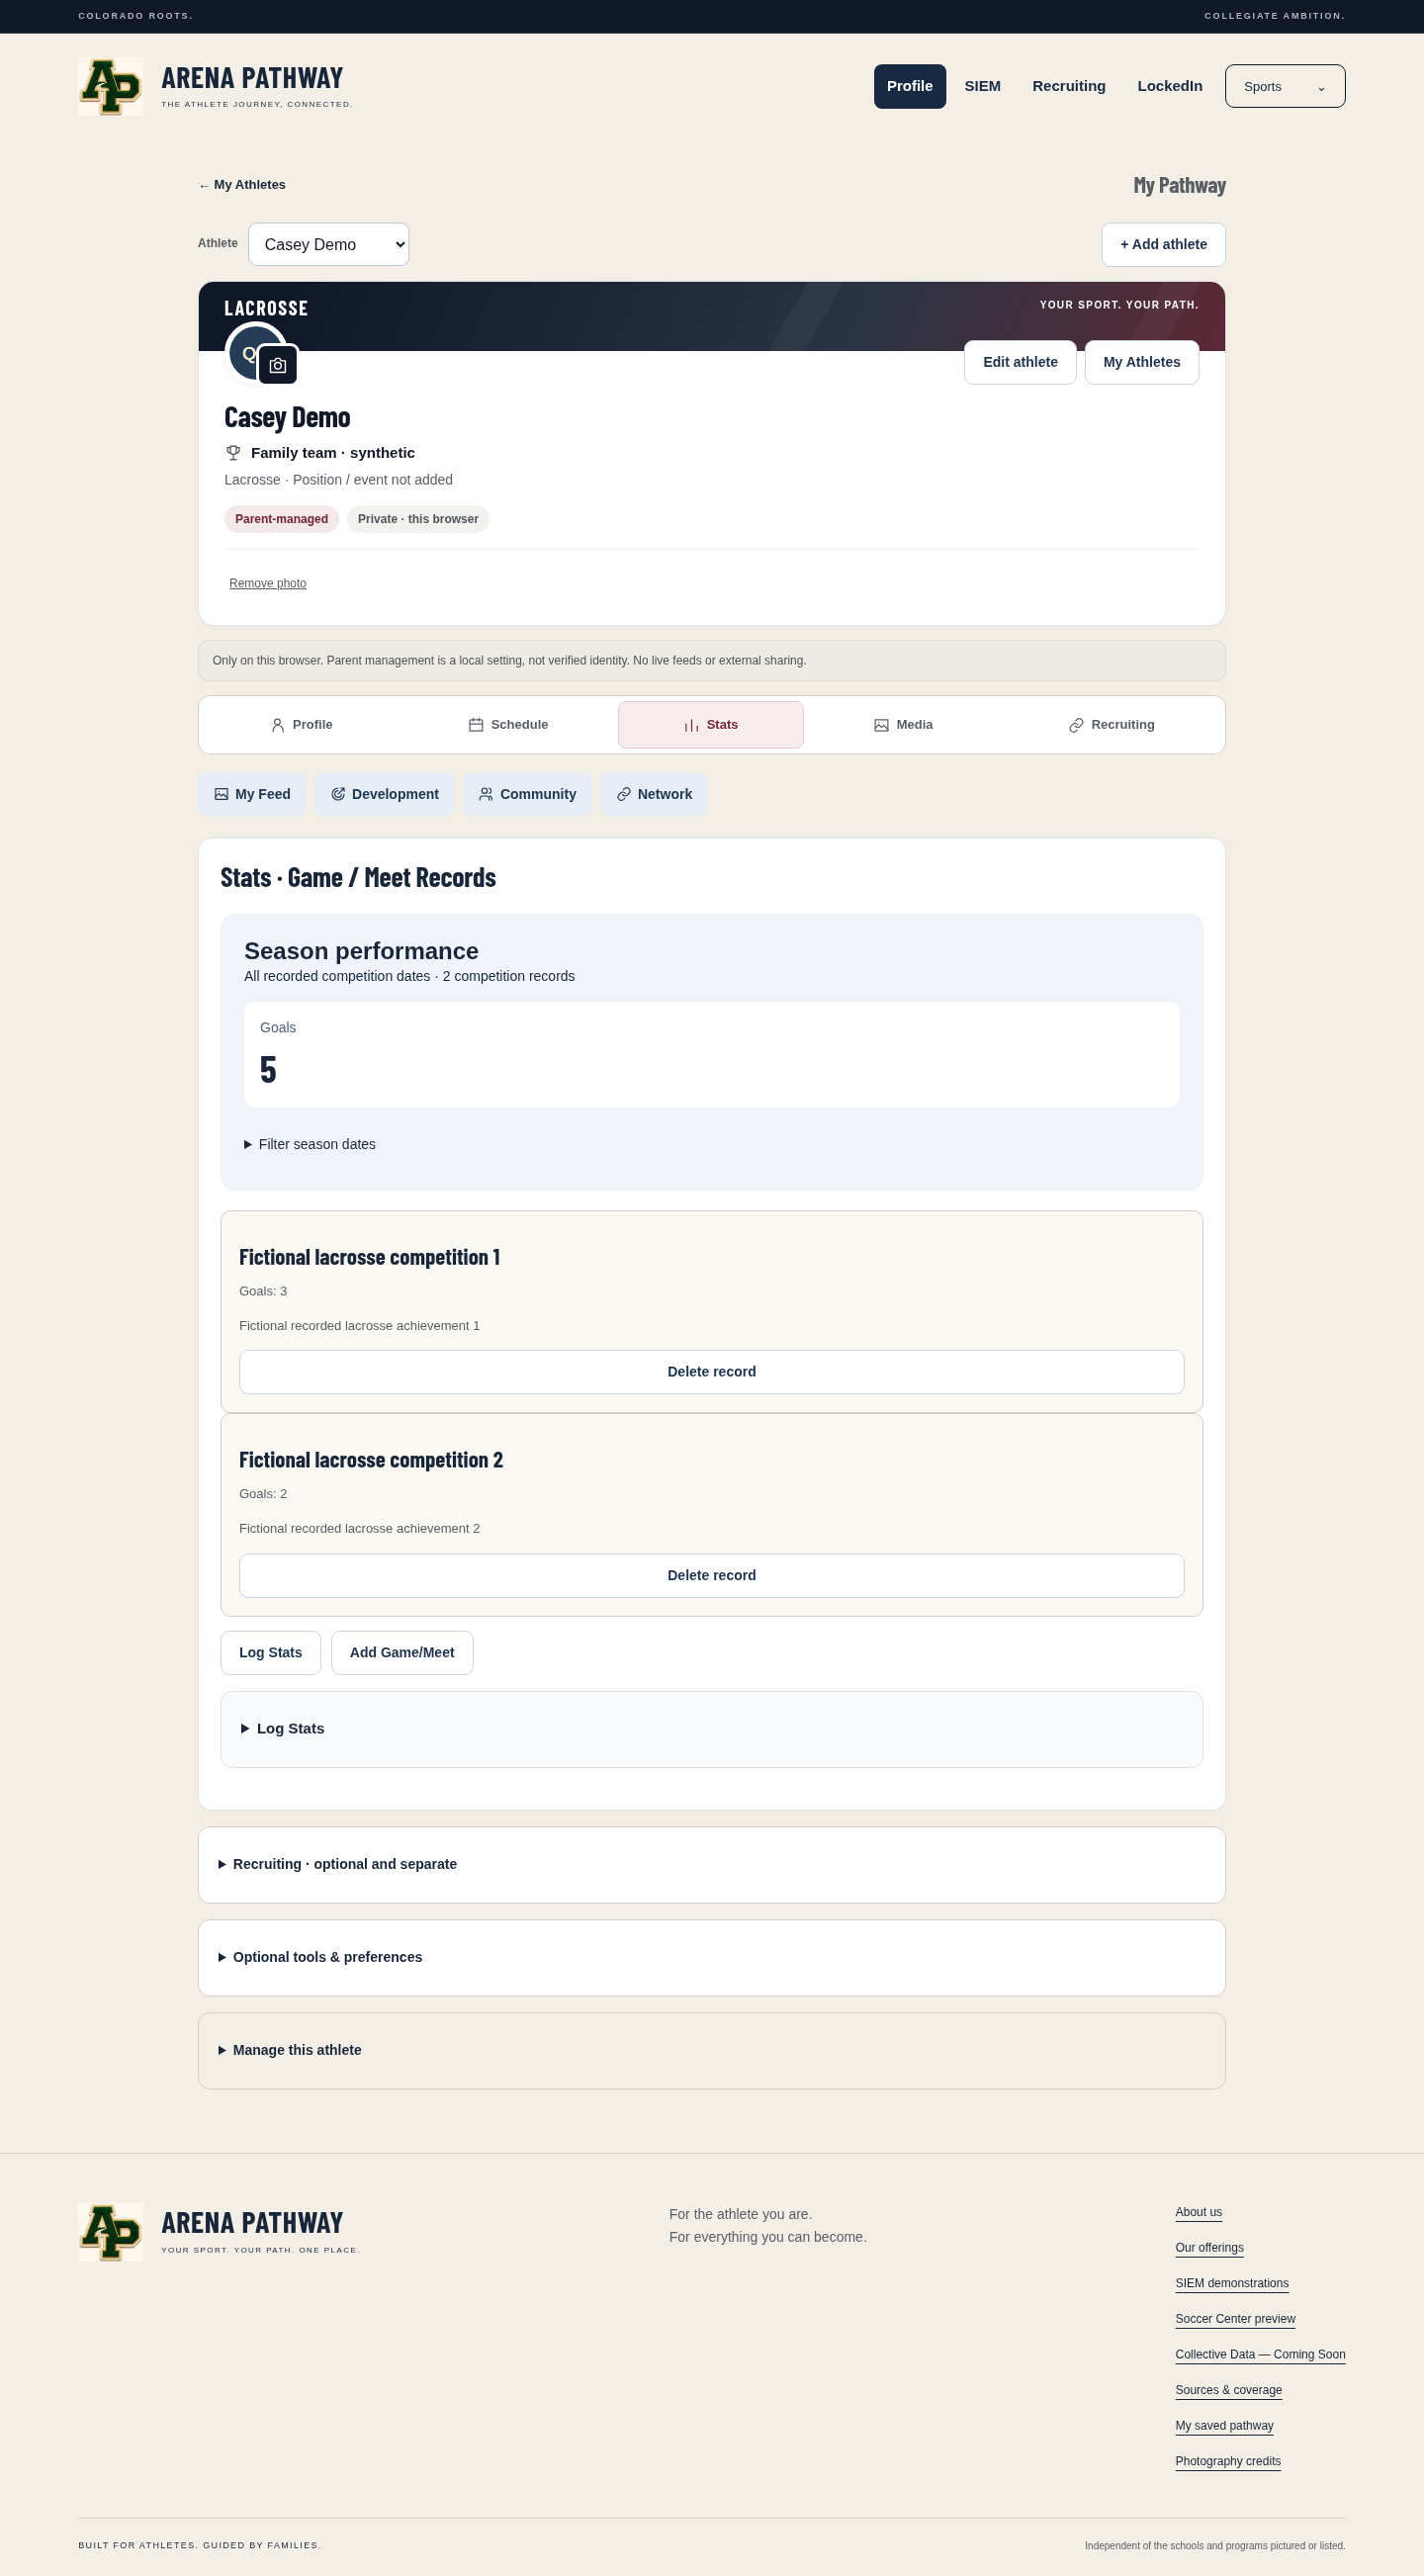 COLORADO ROOTS.
COLLEGIATE AMBITION.
AP
ARENA PATHWAY
THE ATHLETE JOURNEY, CONNECTED.
Profile
SIEM
Recruiting
LockedIn
Sports
← My Athletes
My Pathway
Athlete
Casey Demo
+ Add athlete
LACROSSE
YOUR SPORT. YOUR PATH.
Edit athlete
My Athletes
Casey Demo
Family team · synthetic
Lacrosse · Position / event not added
Parent-managed
Private · this browser
Remove photo
Only on this browser. Parent management is a local setting, not verified identity. No live feeds or external sharing.
Profile
Schedule
Stats
Media
Recruiting
My Feed
Development
Community
Network
Stats · Game / Meet Records
Season performance
All recorded competition dates · 2 competition records
Goals
5
Filter season dates
Fictional lacrosse competition 1
Goals: 3
Fictional recorded lacrosse achievement 1
Delete record
Fictional lacrosse competition 2
Goals: 2
Fictional recorded lacrosse achievement 2
Delete record
Log Stats
Add Game/Meet
Log Stats
Recruiting · optional and separate
Optional tools & preferences
Manage this athlete
AP
ARENA PATHWAY
YOUR SPORT. YOUR PATH. ONE PLACE.
For the athlete you are.
For everything you can become.
About us
Our offerings
SIEM demonstrations
Soccer Center preview
Collective Data — Coming Soon
Sources & coverage
My saved pathway
Photography credits
BUILT FOR ATHLETES. GUIDED BY FAMILIES.
Independent of the schools and programs pictured or listed.